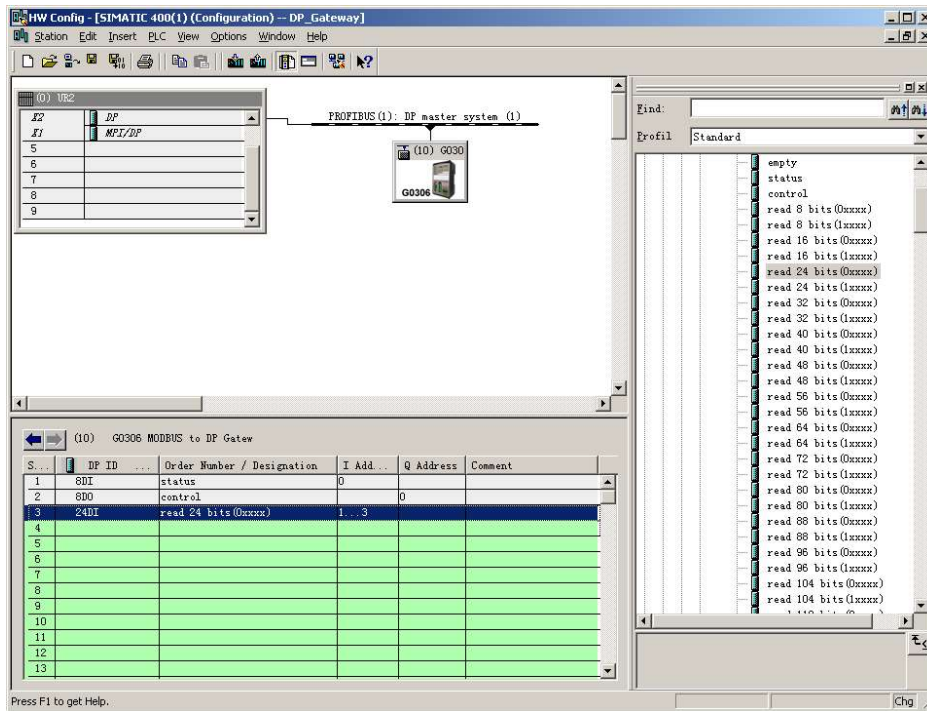 HW Config - [SIMATIC 400(1) (Configuration) -- DP_Gateway]
Station Edit Insert PLC View Options Window Help
(0) UR2
X2 DP
X1 MPI/DP
5
6
7
8
9
PROFIBUS(1): DP master system (1)
(10) G030
G0306
Find:
Profil Standard
empty
status
control
read 8 bits(0xxxx)
read 8 bits(1xxxx)
read 16 bits(0xxxx)
read 16 bits(1xxxx)
read 24 bits(0xxxx)
read 24 bits(1xxxx)
read 32 bits(0xxxx)
read 32 bits(1xxxx)
read 40 bits(0xxxx)
read 40 bits(1xxxx)
read 48 bits(0xxxx)
read 48 bits(1xxxx)
read 56 bits(0xxxx)
read 56 bits(1xxxx)
read 64 bits(0xxxx)
read 64 bits(1xxxx)
read 72 bits(0xxxx)
read 72 bits(1xxxx)
read 80 bits(0xxxx)
read 80 bits(1xxxx)
read 88 bits(0xxxx)
read 88 bits(1xxxx)
read 96 bits(0xxxx)
read 96 bits(1xxxx)
read 104 bits(0xxxx)
read 104 bits(1xxxx)
(10) G0306 MODBUS to DP Gatew
S... DP ID ... Order Number / Designation I Add... Q Address Comment
1 8DI status 0
2 8DO control 0
3 24DI read 24 bits(0xxxx) 1...3
4
5
6
7
8
9
10
11
12
13
Press F1 to get Help.
Chg